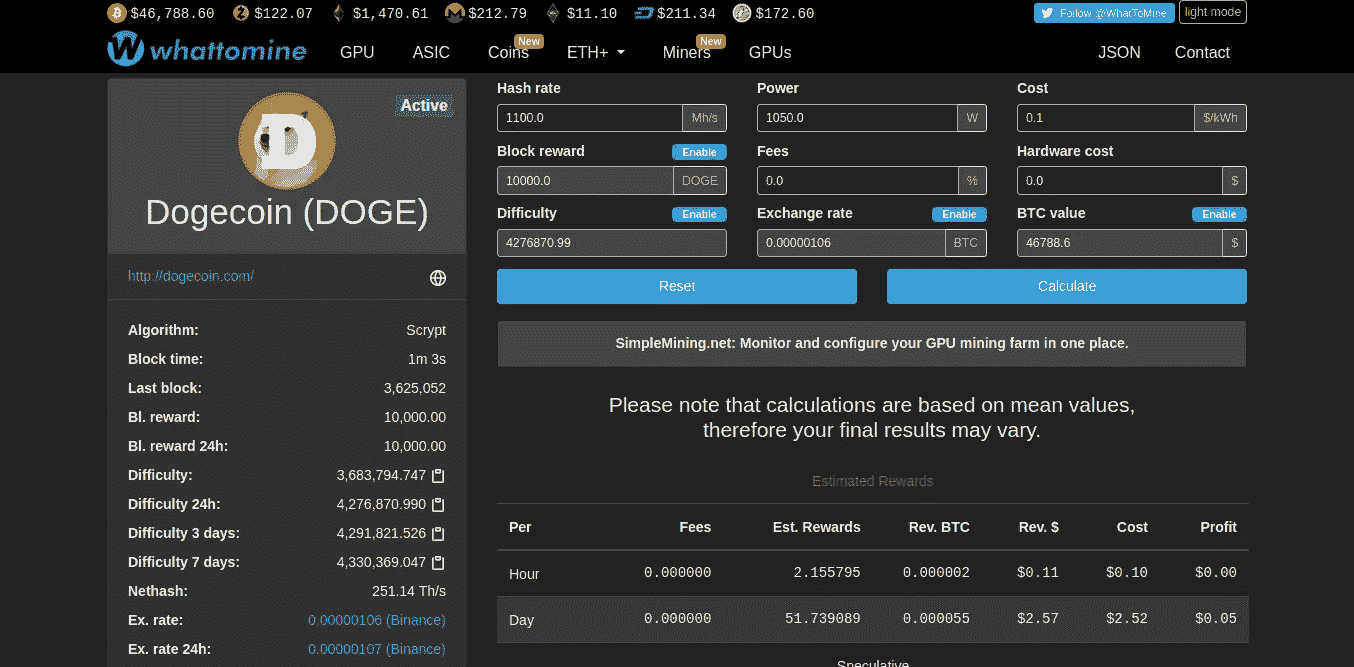 $46,788.60 $122.07 $1,470.61 $212.79 $11.10 $211.34 $172.60 Follow @WhatToMine light mode
whattomine GPU ASIC Coins New ETH+ Miners New GPUs JSON Contact
Active
Dogecoin (DOGE)
http://dogecoin.com/
Algorithm: Scrypt
Block time: 1m 3s
Last block: 3,625,052
Bl. reward: 10,000.00
Bl. reward 24h: 10,000.00
Difficulty: 3,683,794.747
Difficulty 24h: 4,276,870.990
Difficulty 3 days: 4,291,821.526
Difficulty 7 days: 4,330,369.047
Nethash: 251.14 Th/s
Ex. rate: 0.00000106 (Binance)
Ex. rate 24h: 0.00000107 (Binance)
Hash rate Power Cost
1100.0 Mh/s 1050.0 W 0.1 $/kWh
Block reward Enable Fees Hardware cost
10000.0 DOGE 0.0 % 0.0 $
Difficulty Enable Exchange rate Enable BTC value Enable
4276870.99 0.00000106 BTC 46788.6 $
Reset Calculate
SimpleMining.net: Monitor and configure your GPU mining farm in one place.
Please note that calculations are based on mean values,
therefore your final results may vary.
Estimated Rewards
Per Fees Est. Rewards Rev. BTC Rev. $ Cost Profit
Hour 0.000000 2.155795 0.000002 $0.11 $0.10 $0.00
Day 0.000000 51.739089 0.000055 $2.57 $2.52 $0.05
Speculative